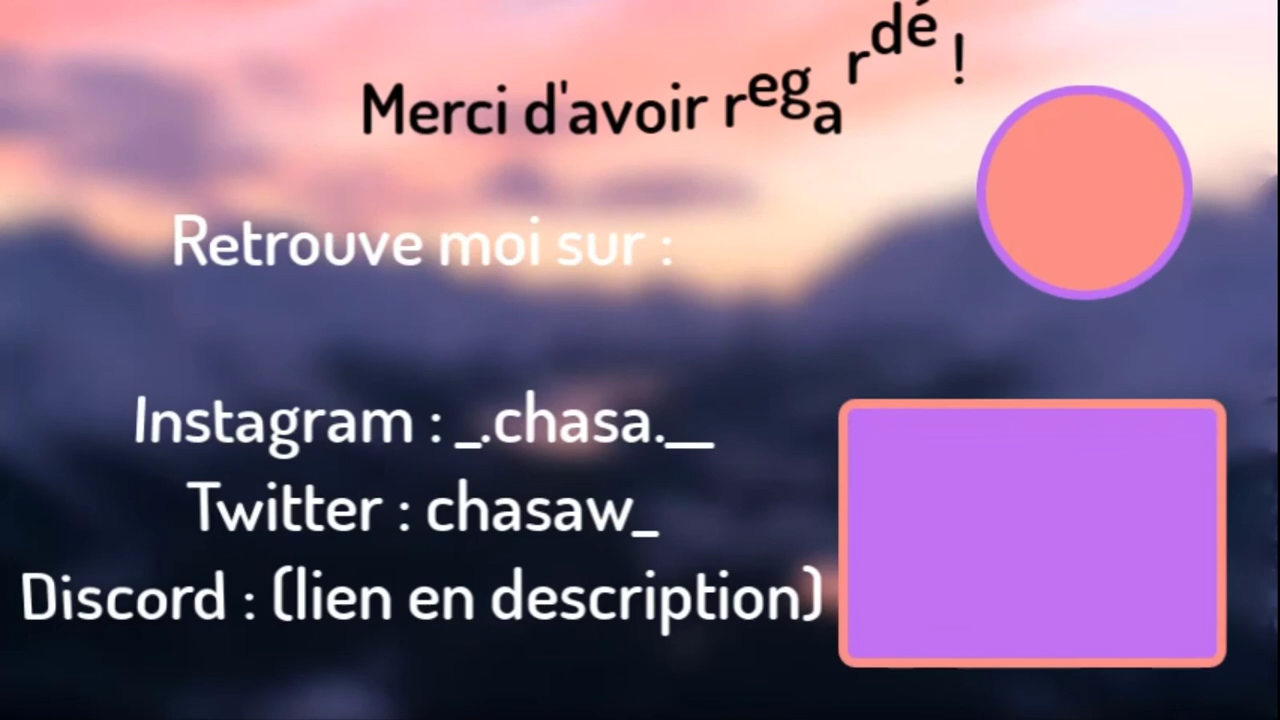 Merci d'avoir regardé !
Retrouve moi sur :
Instagram : _.chasa.__
Twitter : chasaw_
Discord : (lien en description)